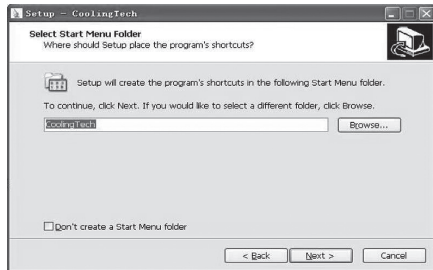 Setup - CoolingTech
Select Start Menu Folder
Where should Setup place the program's shortcuts?
Setup will create the program's shortcuts in the following Start Menu folder.
To continue, click Next. If you would like to select a different folder, click Browse.
CoolingTech
Browse...
Don't create a Start Menu folder
< Back
Next >
Cancel